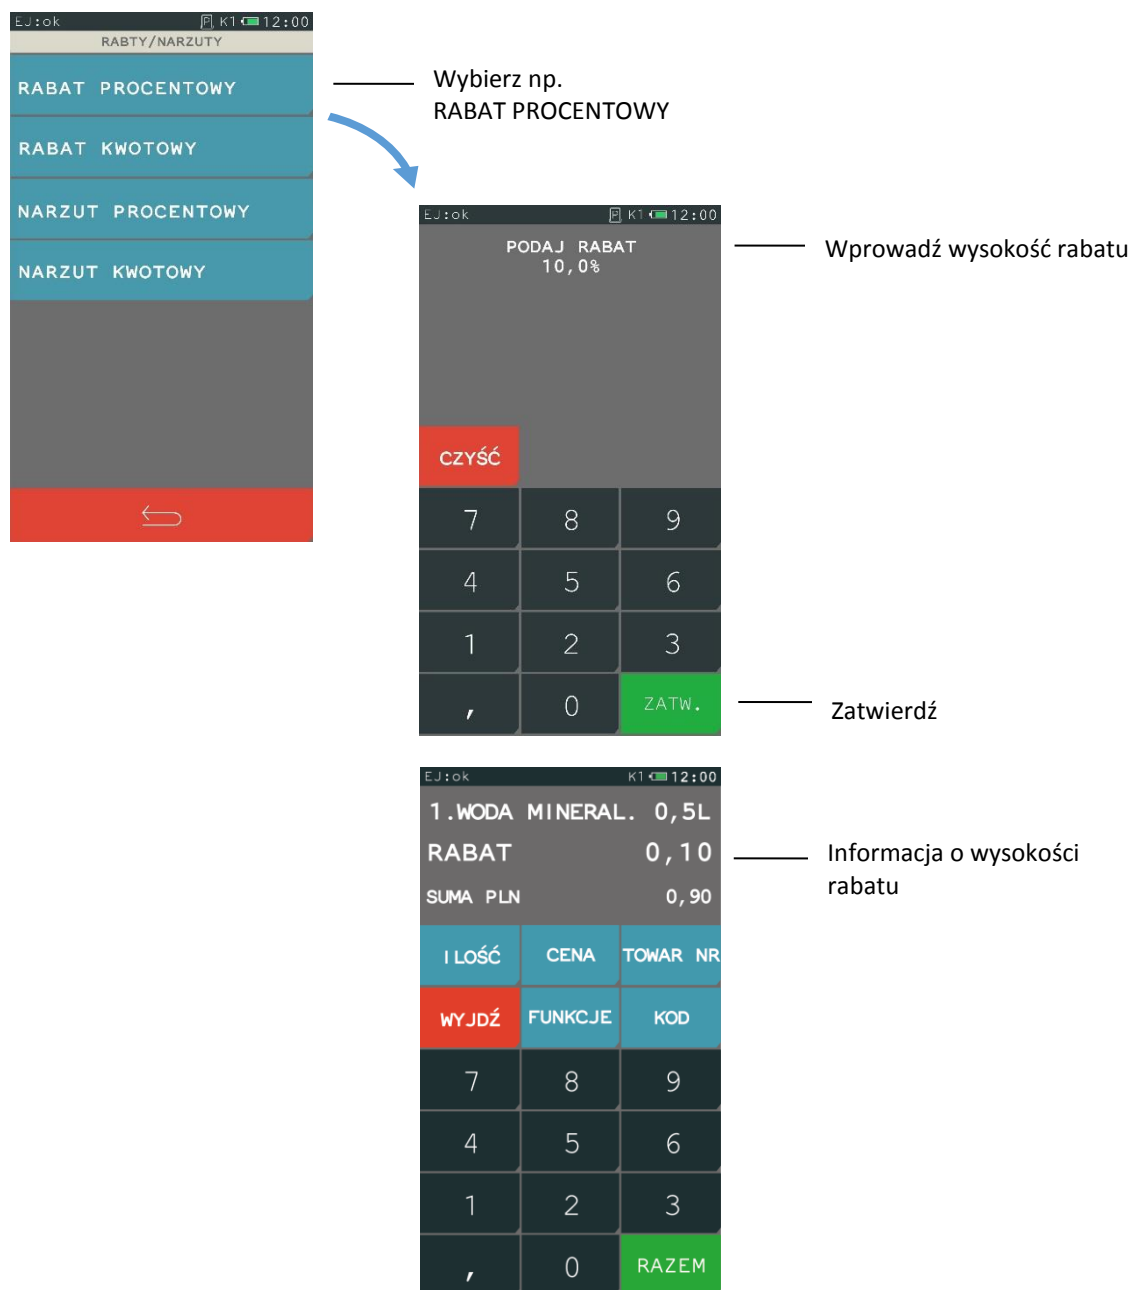 EJ:ok P K1 12:00
RABTY/NARZUTY
RABAT PROCENTOWY
RABAT KWOTOWY
NARZUT PROCENTOWY
NARZUT KWOTOWY
Wybierz np.
RABAT PROCENTOWY
EJ:ok P K1 12:00
PODAJ RABAT
10,0%
CZYŚĆ
7 8 9
4 5 6
1 2 3
, 0 ZATW.
Wprowadź wysokość rabatu
Zatwierdź
EJ:ok K1 12:00
1.WODA MINERAL. 0,5L
RABAT 0,10
SUMA PLN 0,90
ILOŚĆ CENA TOWAR NR
WYJDŹ FUNKCJE KOD
7 8 9
4 5 6
1 2 3
, 0 RAZEM
Informacja o wysokości
rabatu